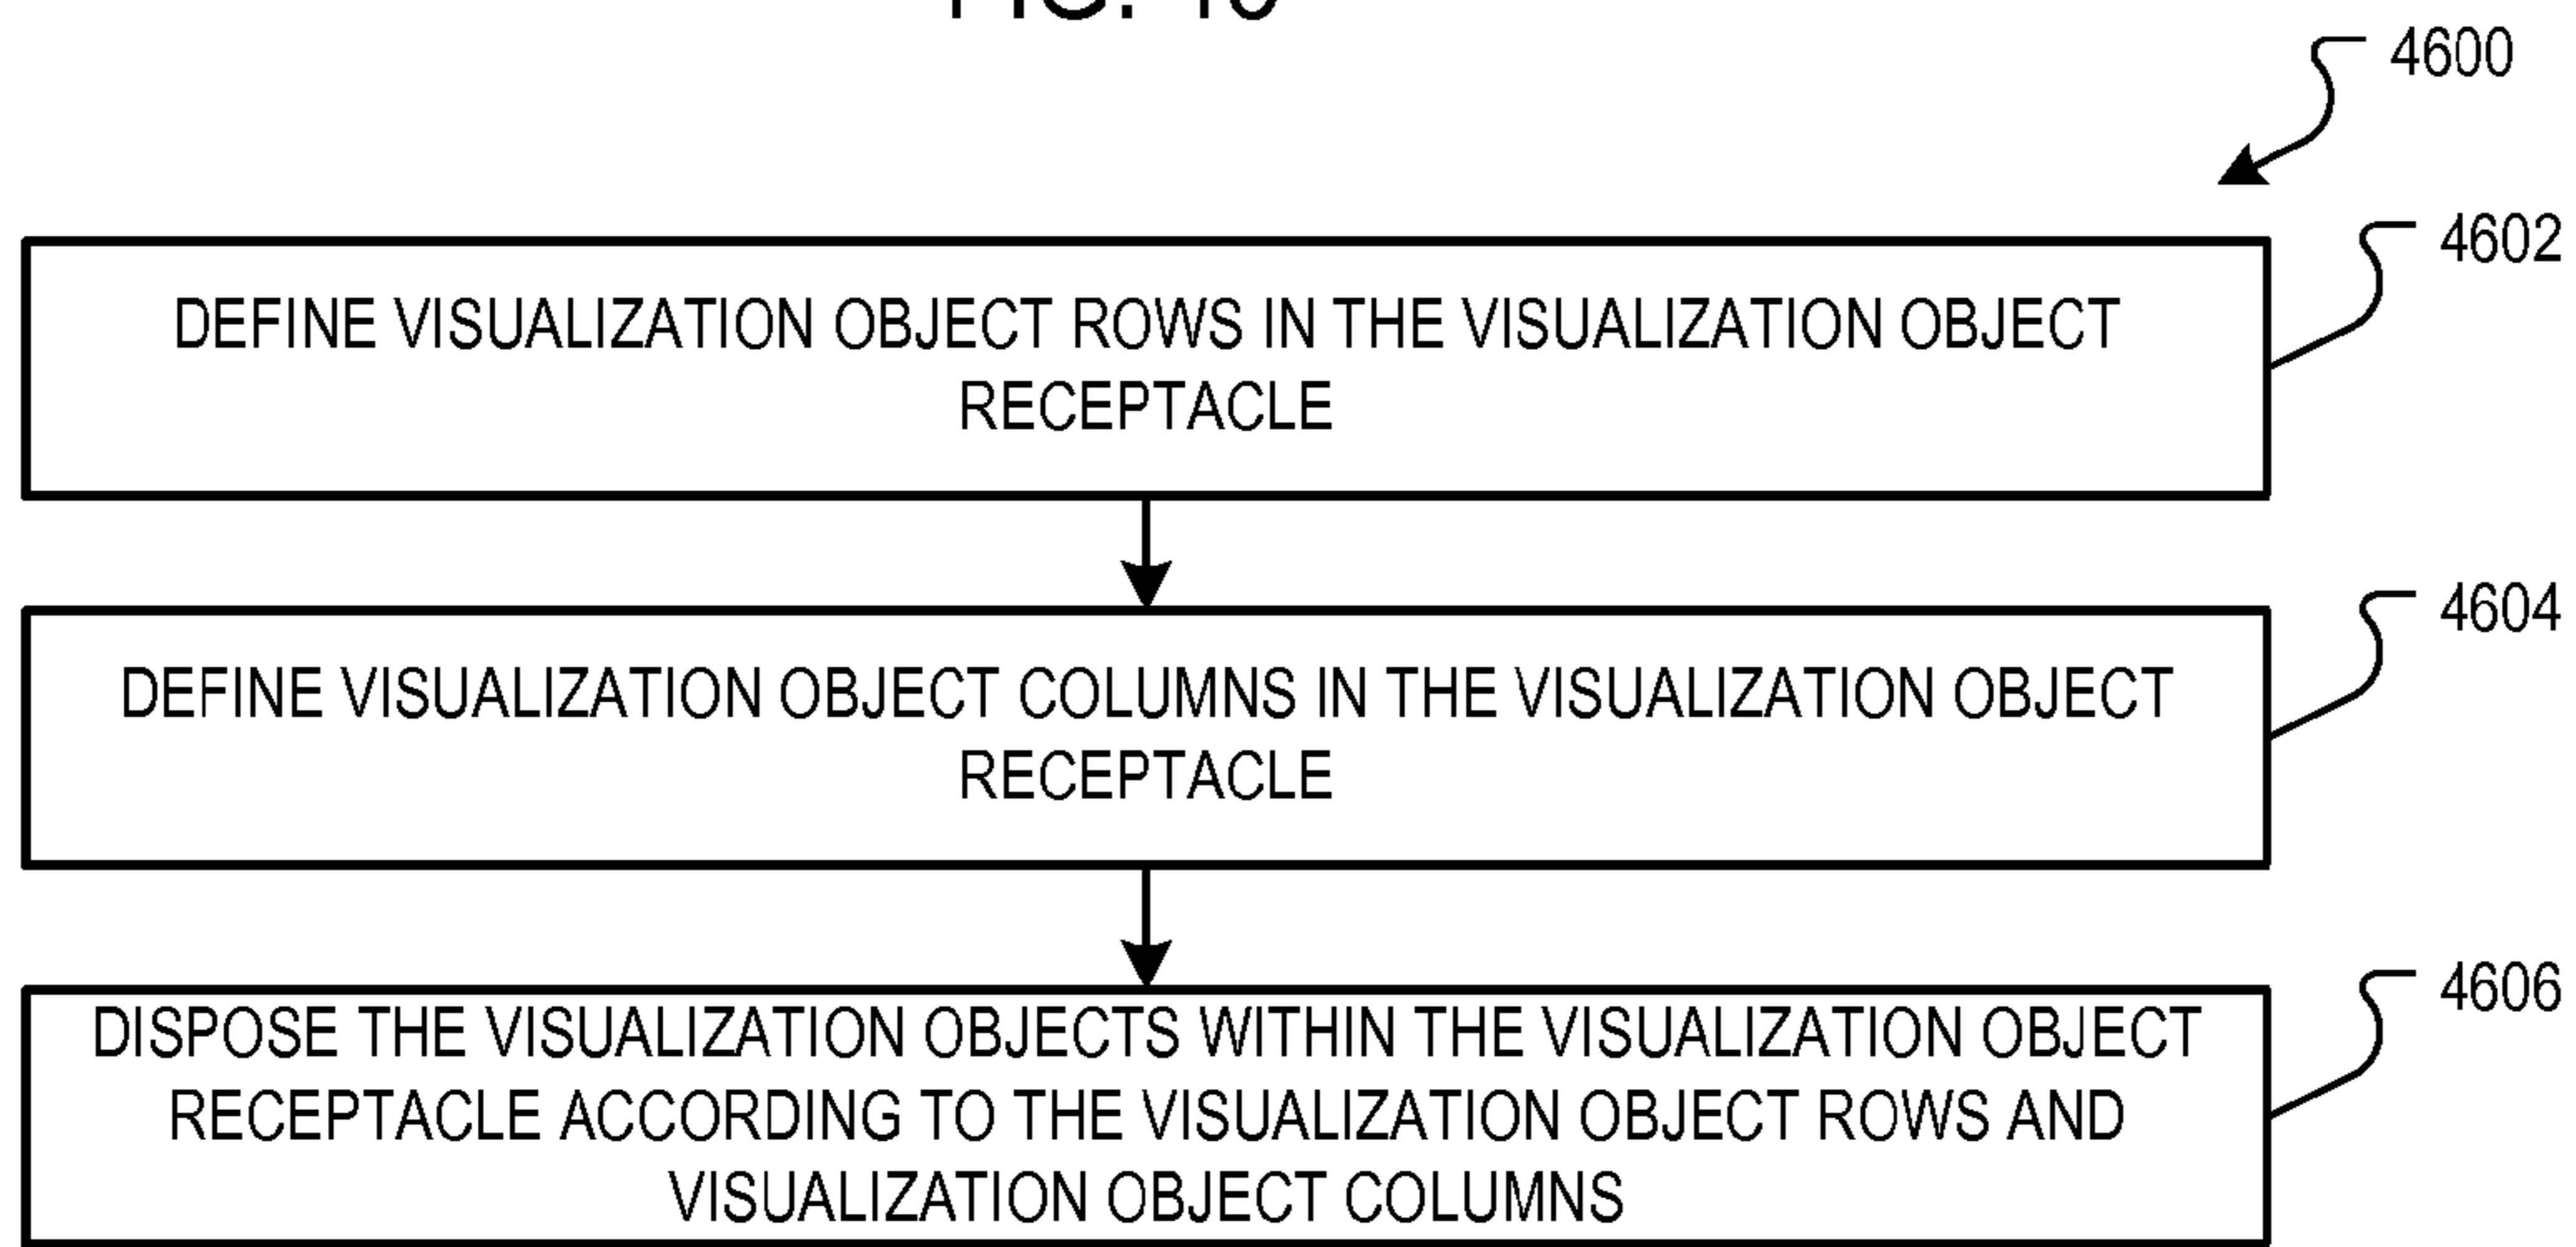 FIG.
4600
4602
DEFINE VISUALIZATION OBJECT ROWS IN THE VISUALIZATION OBJECT
RECEPTACLE
4604
DEFINE VISUALIZATION OBJECT COLUMNS IN THE VISUALIZATION OBJECT
RECEPTACLE
4606
DISPOSE THE VISUALIZATION OBJECTS WITHIN THE VISUALIZATION OBJECT
RECEPTACLE ACCORDING TO THE VISUALIZATION OBJECT ROWS AND
VISUALIZATION OBJECT COLUMNS